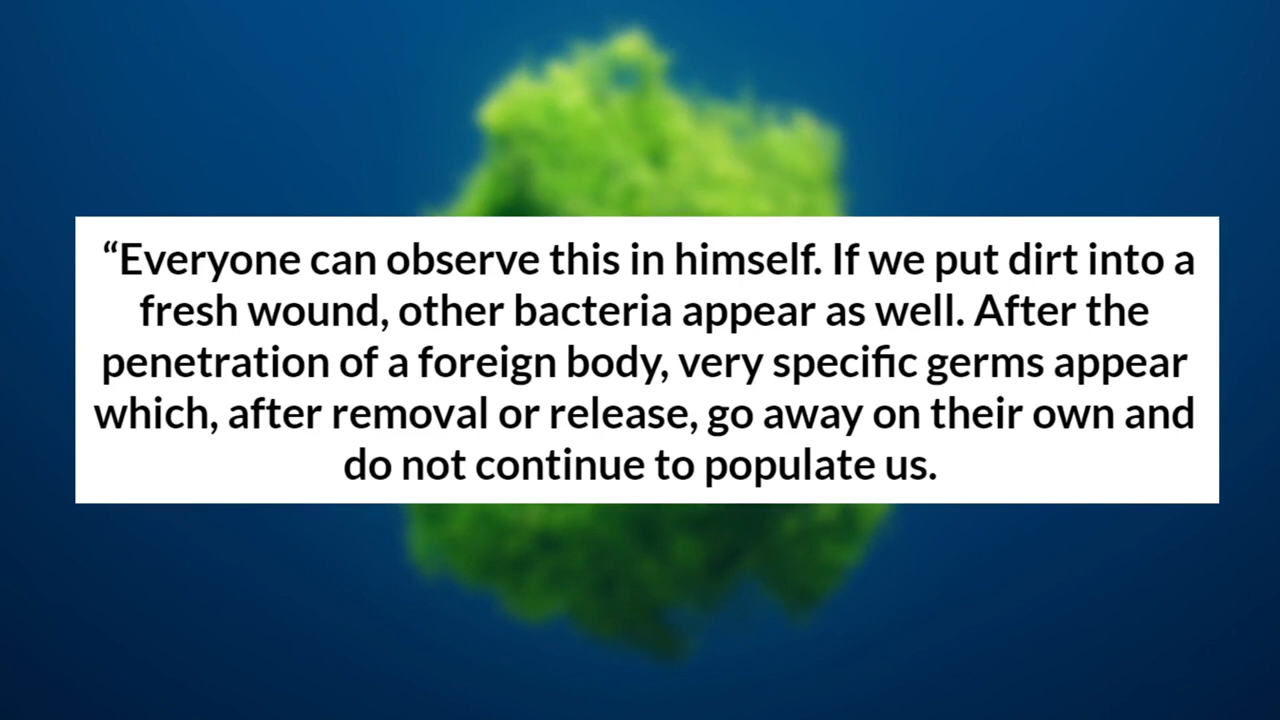 “Everyone can observe this in himself. If we put dirt into a
fresh wound, other bacteria appear as well. After the
penetration of a foreign body, very specific germs appear
which, after removal or release, go away on their own and
do not continue to populate us.